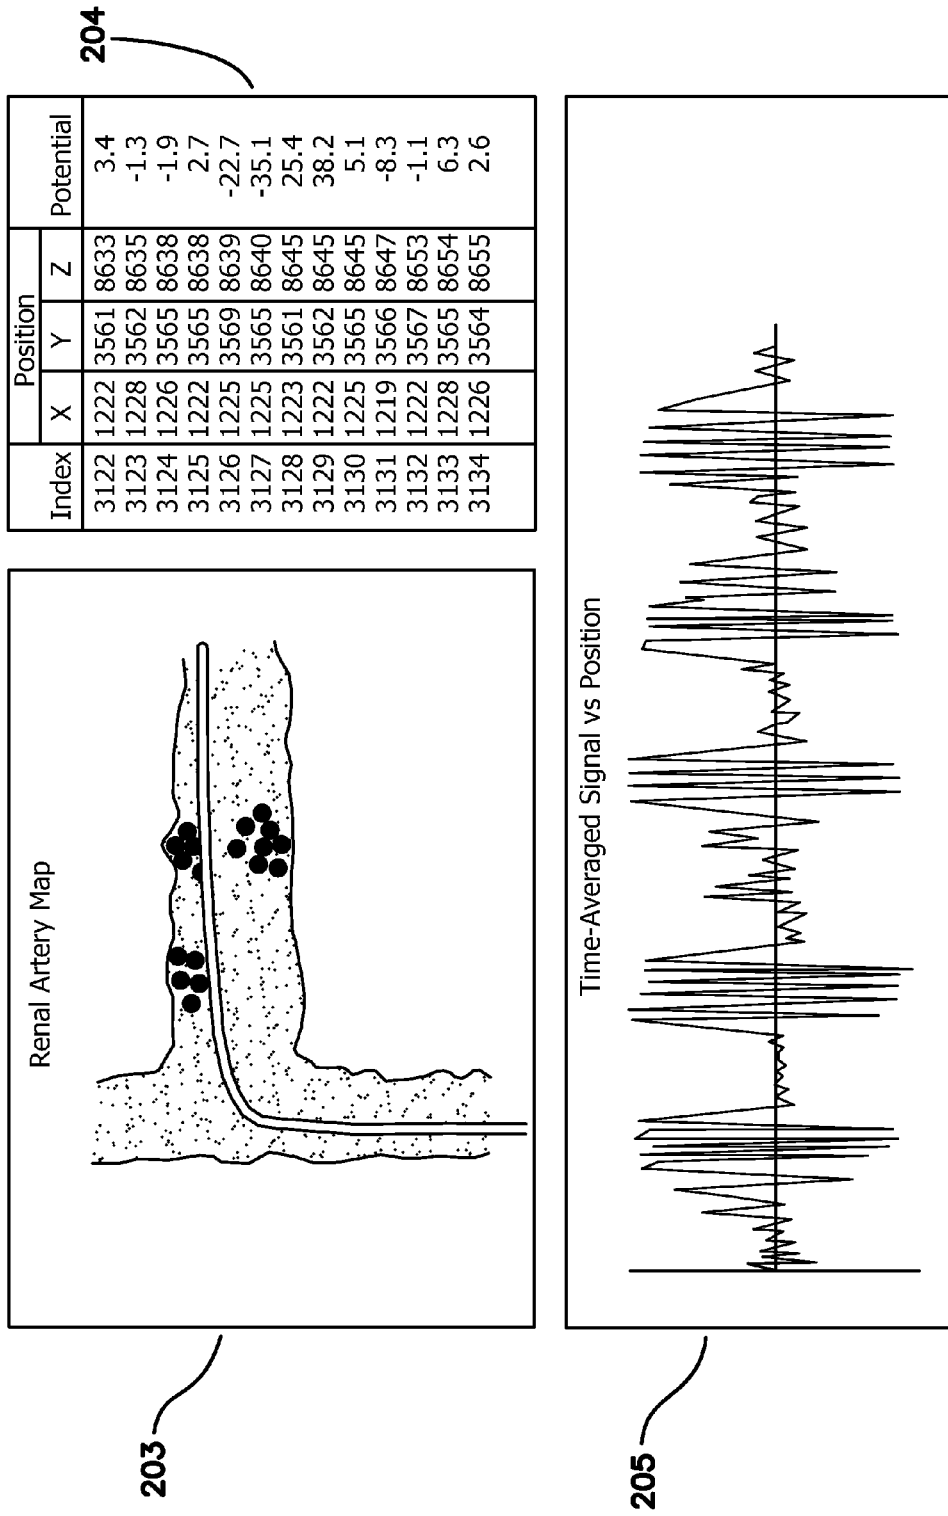 204
Renal Artery Map
Position
Index X Y Z Potential
3122 1222 3561 8633 3.4
3123 1228 3562 8635 -1.3
3124 1226 3565 8638 -1.9
3125 1222 3565 8638 2.7
3126 1225 3569 8639 -22.7
3127 1225 3565 8640 -35.1
3128 1223 3561 8645 25.4
3129 1222 3562 8645 38.2
3130 1225 3565 8645 5.1
3131 1219 3566 8647 -8.3
3132 1222 3567 8653 -1.1
3133 1228 3565 8654 6.3
3134 1226 3564 8655 2.6
203
Time-Averaged Signal vs Position
205